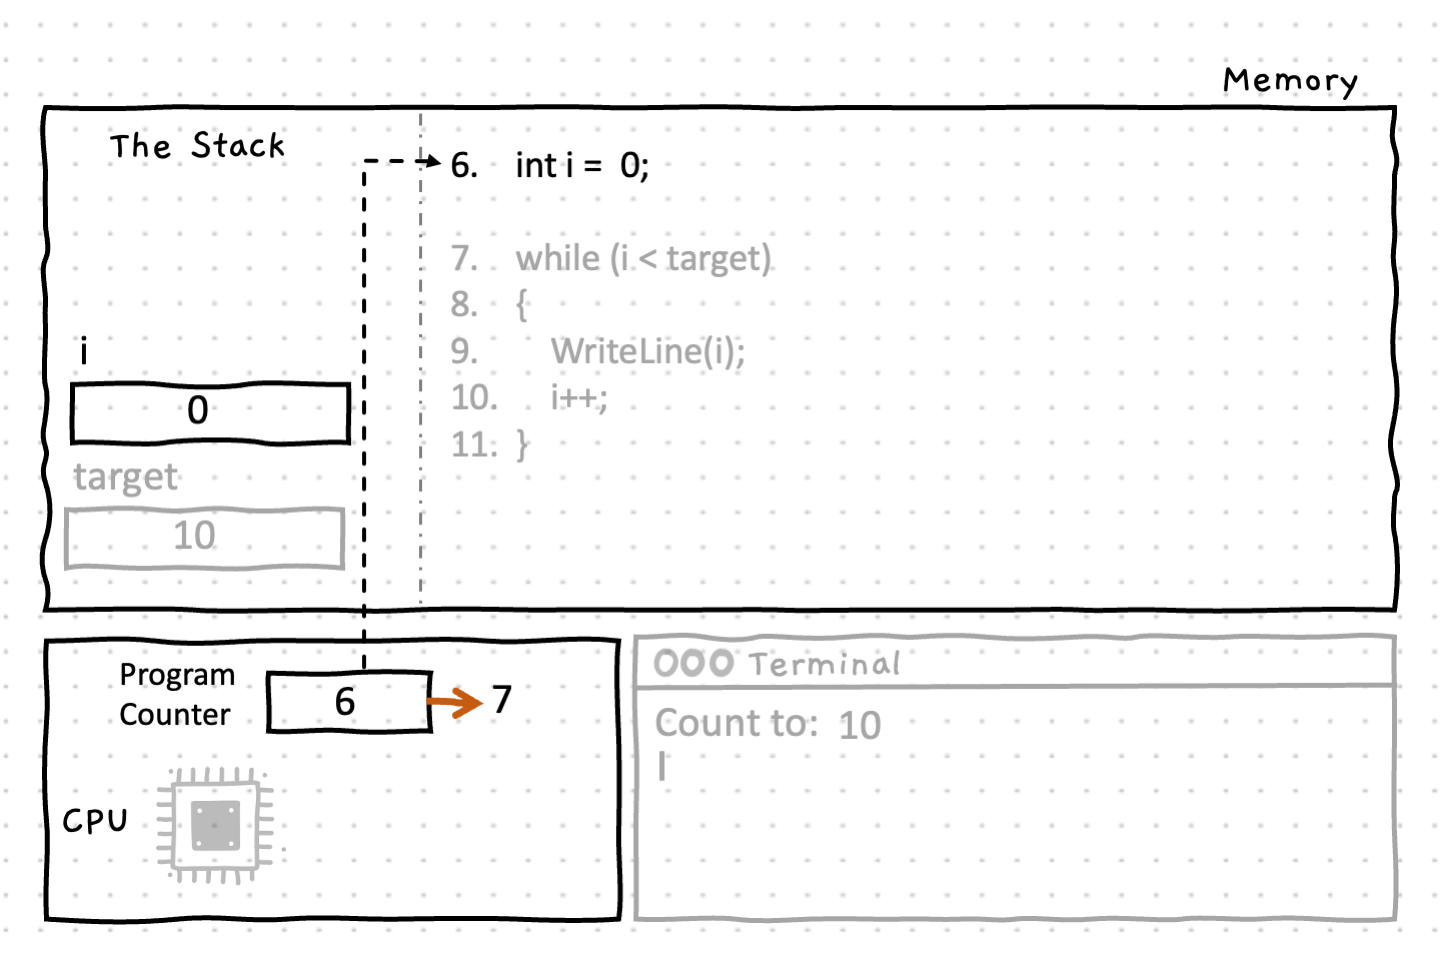 Memory
The Stack
6. int i = 0;
7. while (i < target)
8. {
9. WriteLine(i);
10. i++;
11. }
i
0
target
10
Program
Counter
6
7
CPU
Terminal
Count to: 10